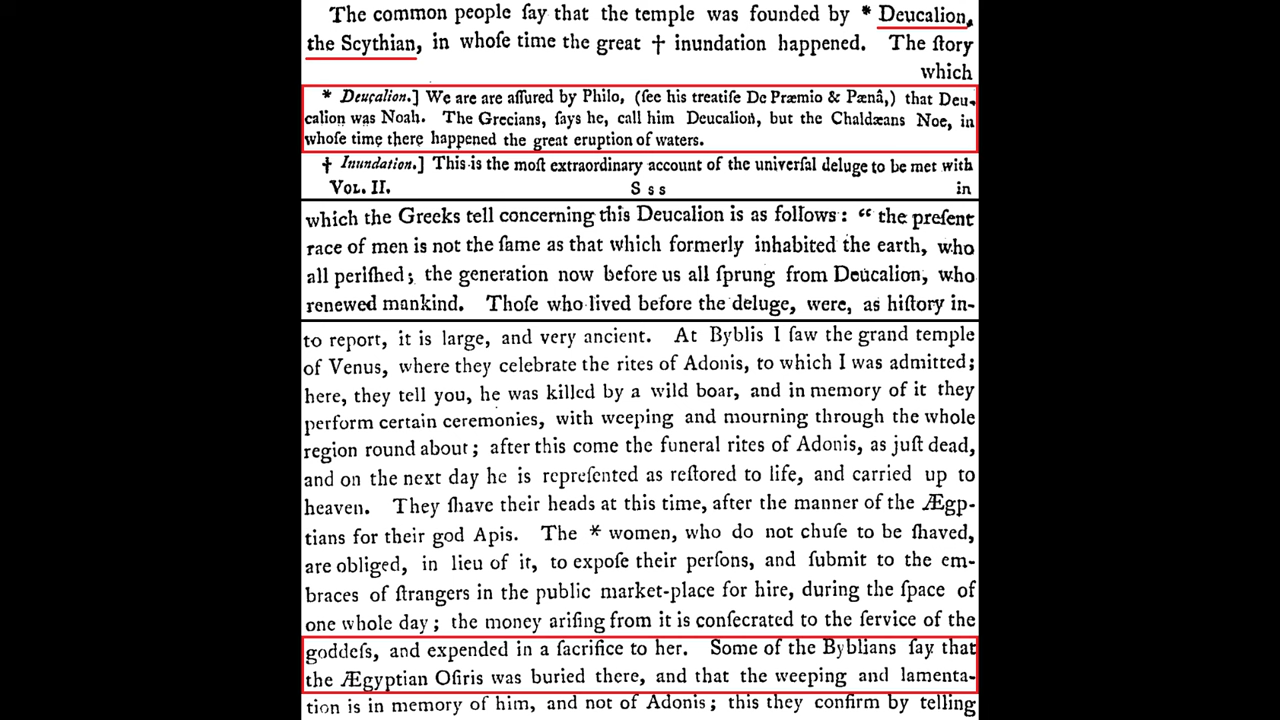 The common people ſay that the temple was founded by * Deucalion,
the Scythian, in whoſe time the great † inundation happened. The ſtory
which
* Deucalion.] We are are aſſured by Philo, (ſee his treatiſe De Præmio & Pænâ,) that Deu-
calion was Noah. The Grecians, ſays he, call him Deucalion, but the Chaldæans Noe, in
whoſe time there happened the great eruption of waters.
† Inundation.] This is the moſt extraordinary account of the univerſal deluge to be met with
Vol. II. S s s in
which the Greeks tell concerning this Deucalion is as follows: “ the preſent
race of men is not the ſame as that which formerly inhabited the earth, who
all periſhed; the generation now before us all ſprung from Deucalion, who
renewed mankind. Thoſe who lived before the deluge, were, as hiſtory in-
to report, it is large, and very ancient. At Byblis I ſaw the grand temple
of Venus, where they celebrate the rites of Adonis, to which I was admitted;
here, they tell you, he was killed by a wild boar, and in memory of it they
perform certain ceremonies, with weeping and mourning through the whole
region round about; after this come the funeral rites of Adonis, as juſt dead,
and on the next day he is repreſented as reſtored to life, and carried up to
heaven. They ſhave their heads at this time, after the manner of the Ægyp-
tians for their god Apis. The * women, who do not chuſe to be ſhaved,
are obliged, in lieu of it, to expoſe their perſons, and ſubmit to the em-
braces of ſtrangers in the public market-place for hire, during the ſpace of
one whole day; the money ariſing from it is conſecrated to the ſervice of the
goddeſs, and expended in a ſacrifice to her. Some of the Byblians ſay that
the Ægyptian Oſiris was buried there, and that the weeping and lamenta-
tion is in memory of him, and not of Adonis; this they confirm by telling